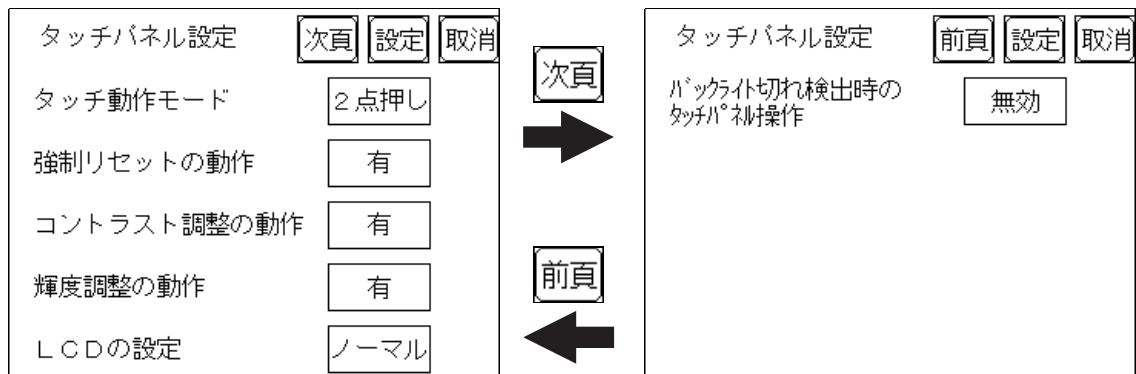 タッチパネル設定 次頁 設定 取消
タッチ動作モード 2点押し
強制リセットの動作 有
コントラスト調整の動作 有
輝度調整の動作 有
LCDの設定 ノーマル
次頁
前頁
タッチパネル設定 前頁 設定 取消
バックライト切れ検出時の
タッチパネル操作 無効